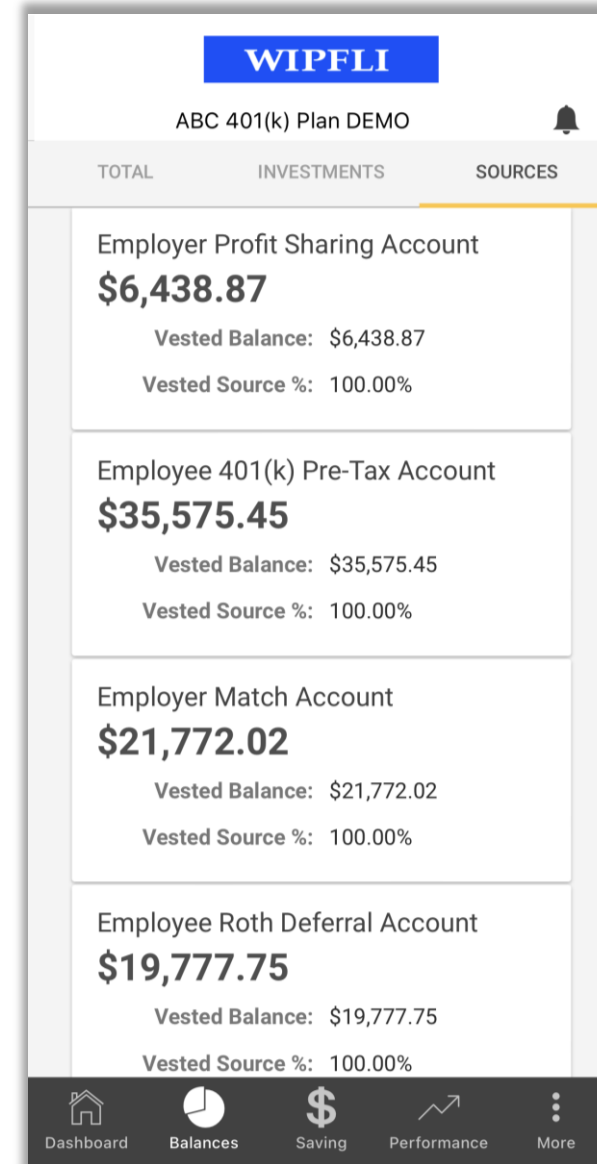 WIPFLI
ABC 401(k) Plan DEMO
TOTAL INVESTMENTS SOURCES
Employer Profit Sharing Account
$6,438.87
Vested Balance: $6,438.87
Vested Source %: 100.00%
Employee 401(k) Pre-Tax Account
$35,575.45
Vested Balance: $35,575.45
Vested Source %: 100.00%
Employer Match Account
$21,772.02
Vested Balance: $21,772.02
Vested Source %: 100.00%
Employee Roth Deferral Account
$19,777.75
Vested Balance: $19,777.75
Vested Source %: 100.00%
Dashboard Balances Saving Performance More